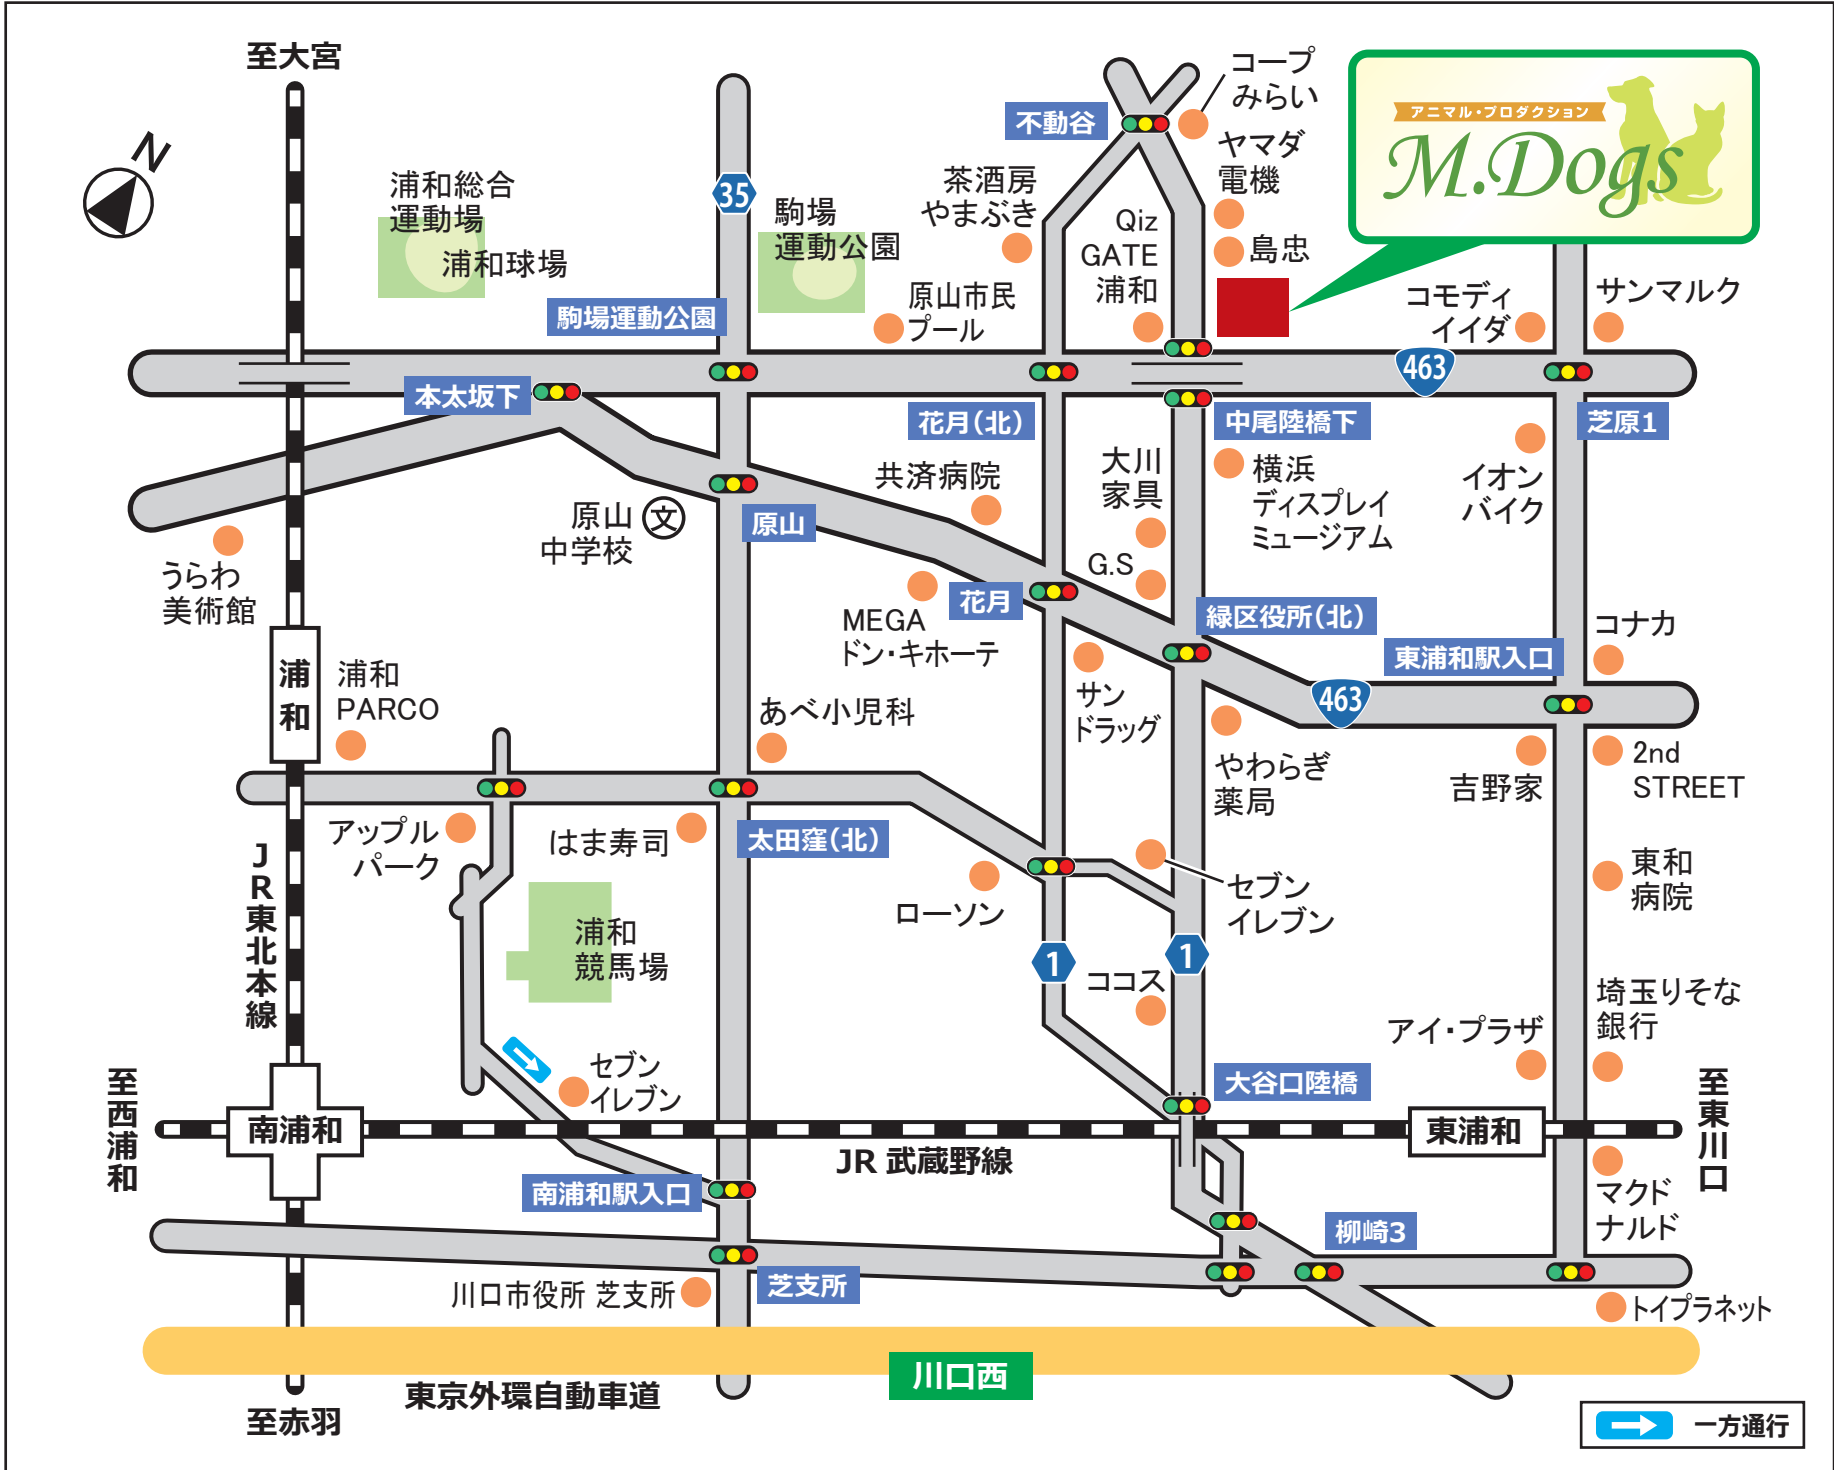 至大宮
N
浦和総合
運動場
浦和球場
35
駒場
運動公園
駒場運動公園
原山市民
プール
不動谷
茶酒房
やまぶき
コープ
みらい
ヤマダ
電機
島忠
Qiz
GATE
浦和
アニマル・プロダクション
M.Dogs
コモディ
イイダ
サンマルク
463
本太坂下
花月(北)
中尾陸橋下
芝原1
共済病院
大川
家具
横浜
ディスプレイ
ミュージアム
イオン
バイク
原山
中学校
文
原山
G.S
うらわ
美術館
MEGA
ドン・キホーテ
花月
緑区役所(北)
東浦和駅入口
コナカ
浦和
浦和
PARCO
あべ小児科
サン
ドラッグ
463
やわらぎ
薬局
吉野家
2nd
STREET
アップル
パーク
はま寿司
太田窪(北)
ローソン
セブン
イレブン
東和
病院
JR東北本線
浦和
競馬場
1
1
ココス
アイ・プラザ
埼玉りそな
銀行
セブン
イレブン
大谷口陸橋
至西浦和
南浦和
JR 武蔵野線
東浦和
至東川口
南浦和駅入口
マクド
ナルド
柳崎3
川口市役所 芝支所
芝支所
トイプラネット
川口西
東京外環自動車道
至赤羽
一方通行